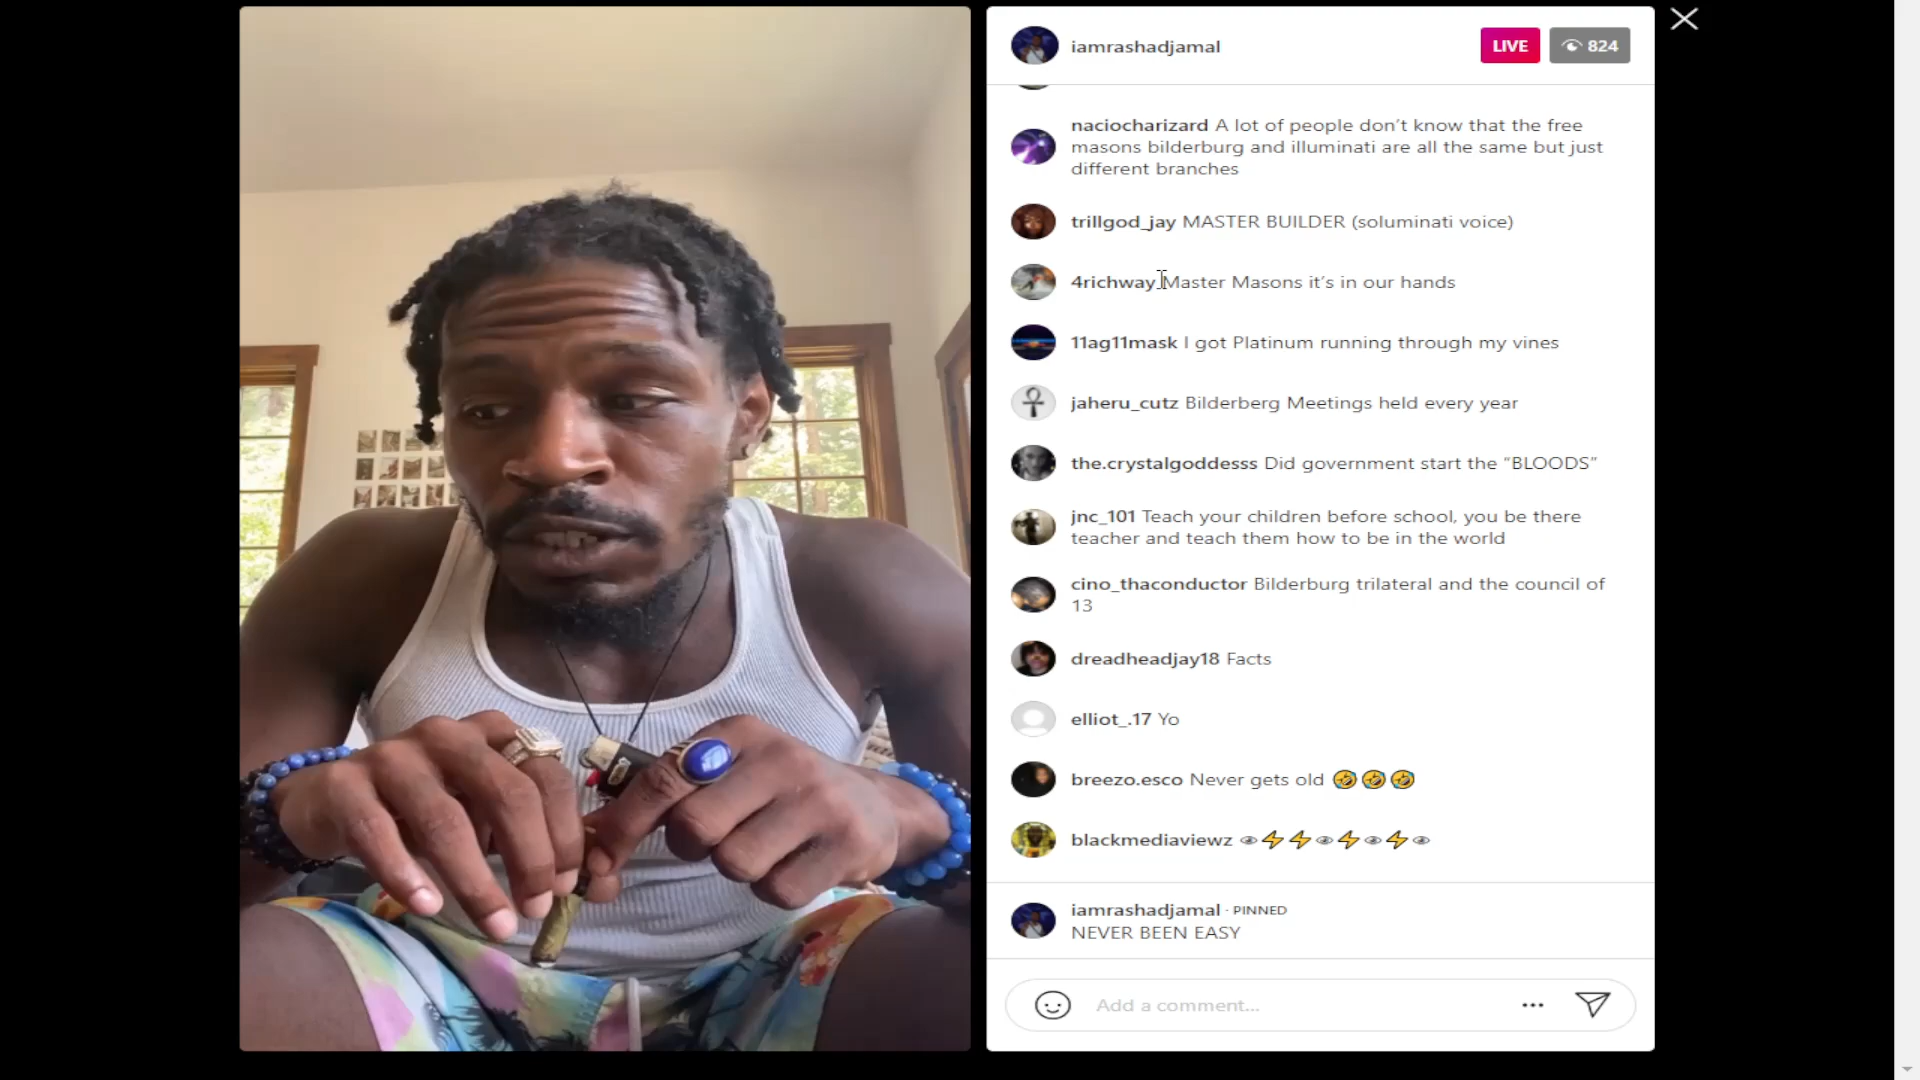 iamrashadjamal
LIVE
824
naciocharizard A lot of people don't know that the free
masons bilderburg and illuminati are all the same but just
different branches
trillgod_jay MASTER BUILDER (soluminati voice)
4richway Master Masons it's in our hands
11ag11mask I got Platinum running through my vines
jaheru_cutz Bilderberg Meetings held every year
the.crystalgoddesss Did government start the “BLOODS”
jnc_101 Teach your children before school, you be there
teacher and teach them how to be in the world
cino_thaconductor Bilderburg trilateral and the council of
13
dreadheadjay18 Facts
elliot_.17 Yo
breezo.esco Never gets old 🤣🤣🤣
blackmediaviewz 👁⚡⚡👁⚡👁⚡👁
iamrashadjamal · PINNED
NEVER BEEN EASY
Add a comment...